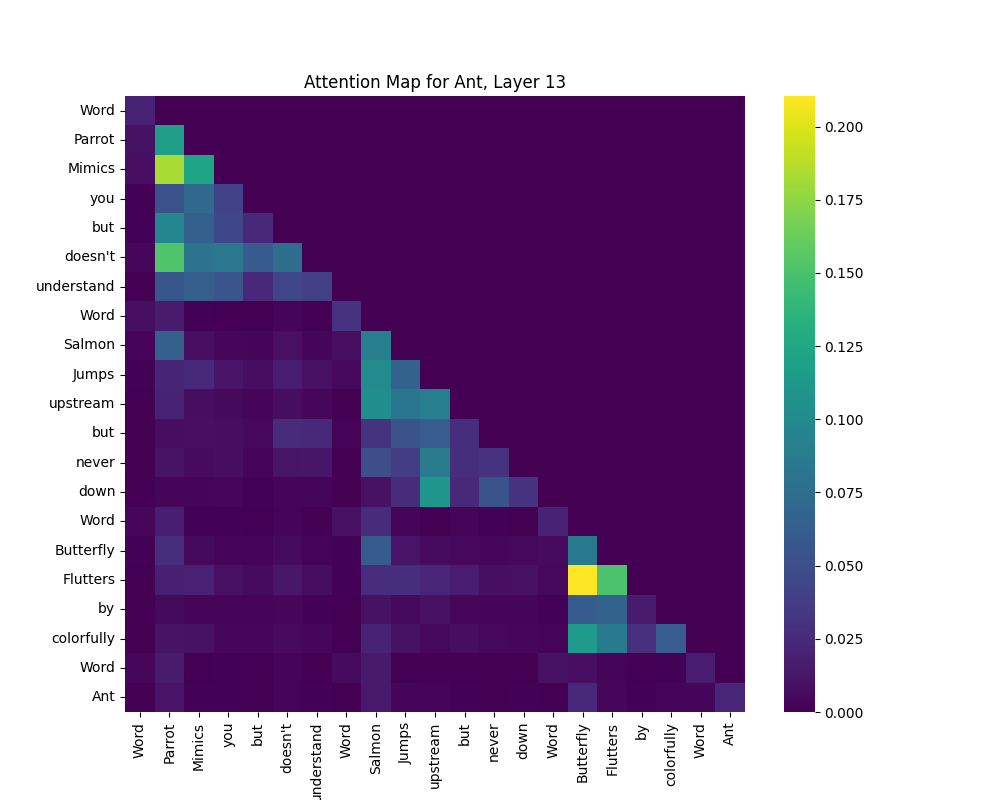 Attention Map for Ant, Layer 13
Word
Parrot
Mimics
you
but
doesn't
understand
Word
Salmon
Jumps
upstream
but
never
down
Word
Butterfly
Flutters
by
colorfully
Word
Ant
Word
Parrot
Mimics
you
but
doesn't
understand
Word
Salmon
Jumps
upstream
but
never
down
Word
Butterfly
Flutters
by
colorfully
Word
Ant
0.200
0.175
0.150
0.125
0.100
0.075
0.050
0.025
0.000